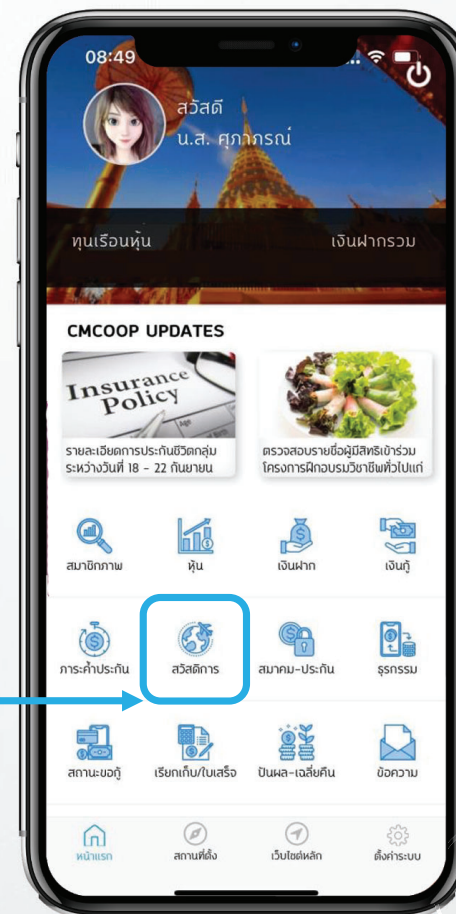 08:49
สวัสดี
น.ส. ศุภาภรณ์
ทุนเรือนหุ้น
เงินฝากรวม
CMCOOP UPDATES
Insurance
Policy
รายละเอียดการประกันชีวิตกลุ่ม
ระหว่างวันที่ 18 - 22 กันยายน
ตรวจสอบรายชื่อผู้มีสิทธิเข้าร่วม
โครงการฝึกอบรมวิชาชีพทั่วไปแก่
สมาชิกภาพ
หุ้น
เงินฝาก
เงินกู้
ภาระค้ำประกัน
สวัสดิการ
สมาคม-ประกัน
ธุรกรรม
สถานะขอกู้
เรียกเก็บ/ใบเสร็จ
ปันผล-เฉลี่ยคืน
ข้อความ
หน้าแรก
สถานที่ตั้ง
เว็บไซต์หลัก
ตั้งค่าระบบ